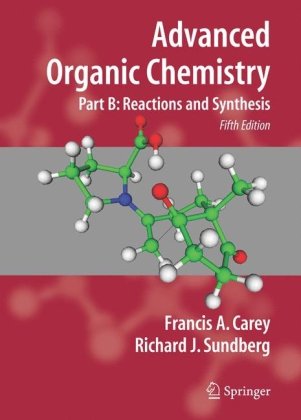 Advanced
Organic Chemistry
Part B: Reactions and Synthesis
Fifth Edition
Francis A. Carey
Richard J. Sundberg
Springer